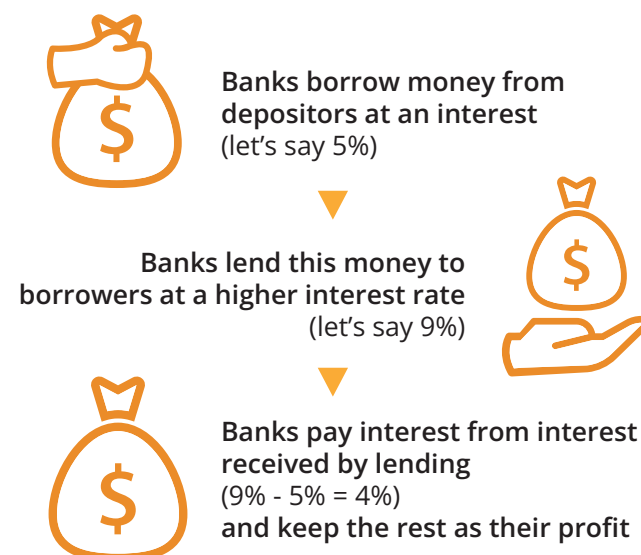 $
Banks borrow money from
depositors at an interest
(let’s say 5%)
Banks lend this money to
borrowers at a higher interest rate
(let’s say 9%)
$
$
Banks pay interest from interest
received by lending
(9% - 5% = 4%)
and keep the rest as their profit